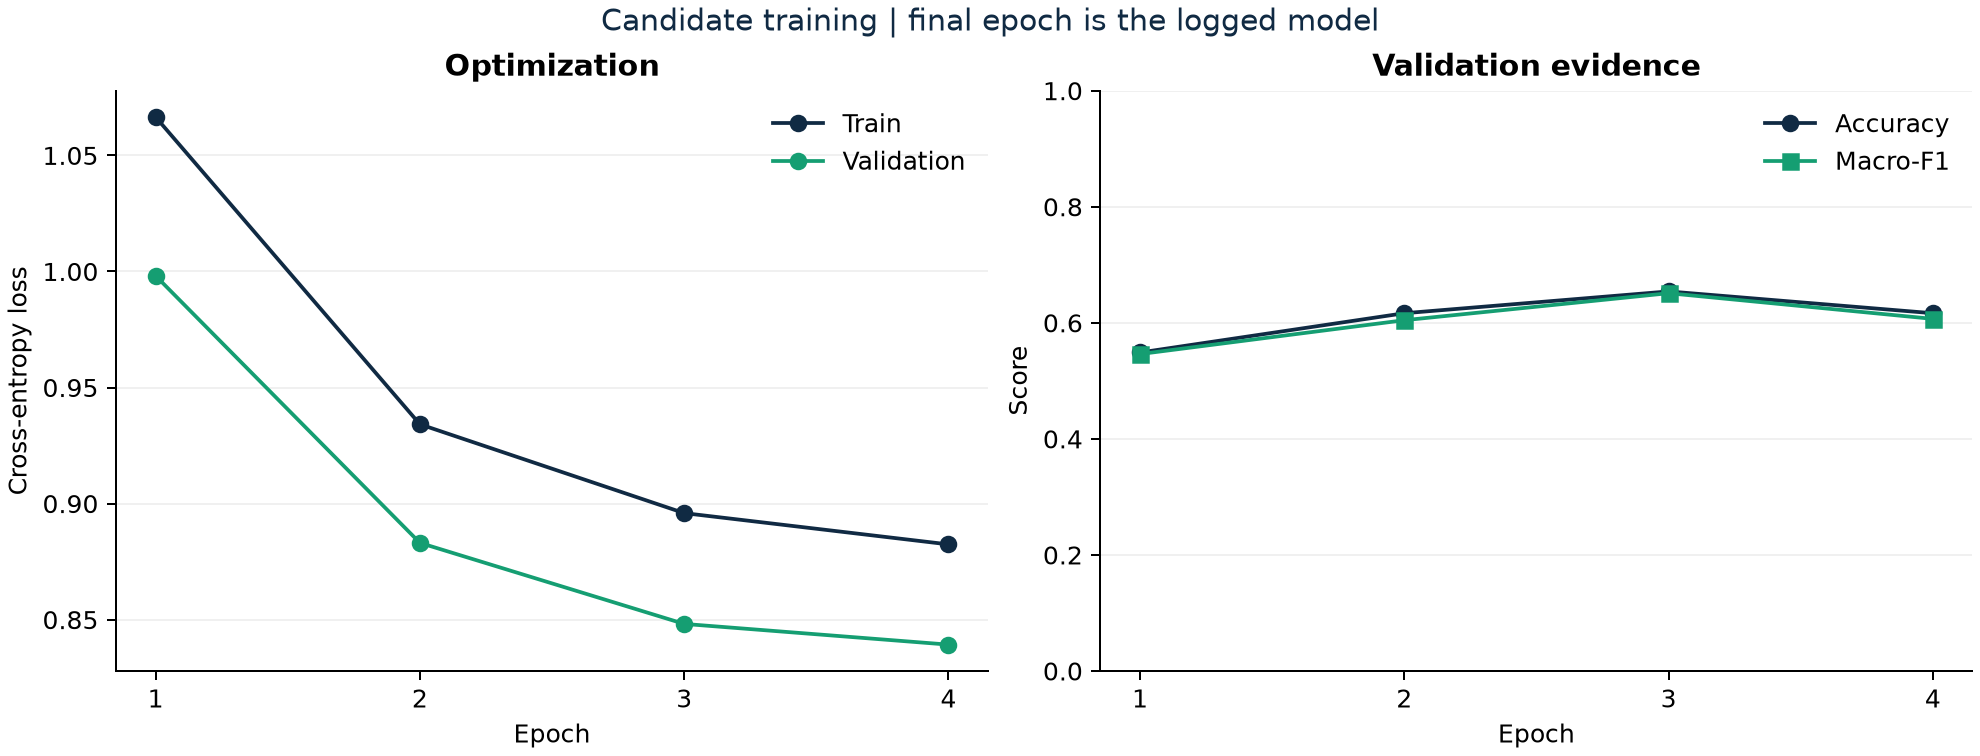 Candidate training | final epoch is the logged model
Optimization
Train
Validation
Cross-entropy loss
1.05
1.00
0.95
0.90
0.85
1 2 3 4
Epoch
Validation evidence
Accuracy
Macro-F1
Score
1.0
0.8
0.6
0.4
0.2
0.0
1 2 3 4
Epoch